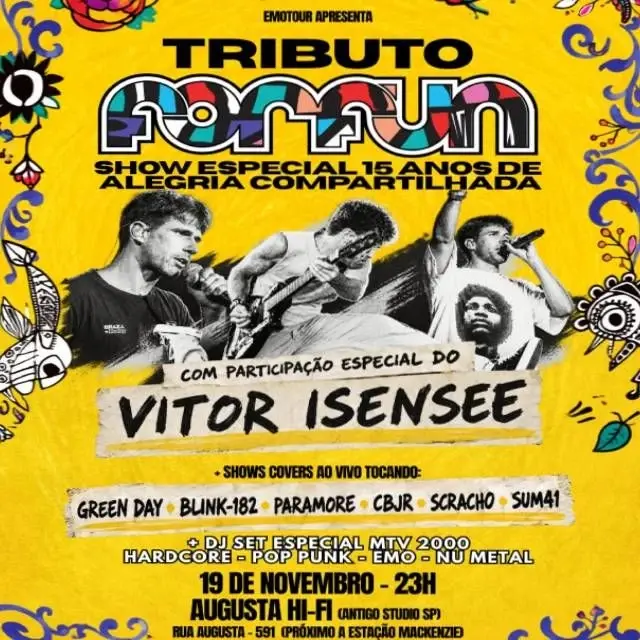 EMOTOUR APRESENTA
TRIBUTO
FORFUN
SHOW ESPECIAL 15 ANOS DE
ALEGRIA COMPARTILHADA
BRAZA
COM PARTICIPAÇÃO ESPECIAL DO
VITOR ISENSEE
+ SHOWS COVERS AO VIVO TOCANDO:
GREEN DAY • BLINK-182 • PARAMORE • CBJR • SCRACHO • SUM41
+ DJ SET ESPECIAL MTV 2000
HARDCORE - POP PUNK - EMO - NU METAL
19 DE NOVEMBRO - 23H
AUGUSTA HI-FI (ANTIGO STUDIO SP)
RUA AUGUSTA - 591 (PRÓXIMO A ESTAÇÃO MACKENZIE)